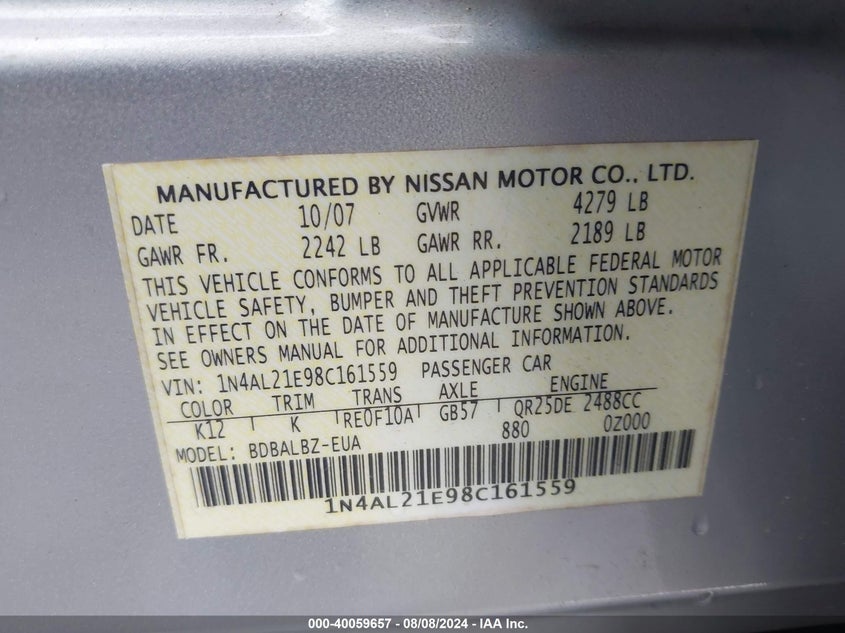 MANUFACTURED BY NISSAN MOTOR CO., LTD.
DATE 10/07 GVWR 4279 LB
GAWR FR. 2242 LB GAWR RR. 2189 LB
THIS VEHICLE CONFORMS TO ALL APPLICABLE FEDERAL MOTOR
VEHICLE SAFETY, BUMPER AND THEFT PREVENTION STANDARDS
IN EFFECT ON THE DATE OF MANUFACTURE SHOWN ABOVE.
SEE OWNERS MANUAL FOR ADDITIONAL INFORMATION.
VIN: 1N4AL21E98C161559 PASSENGER CAR
COLOR TRIM TRANS AXLE ENGINE
K12 K RE0F10A GB57 QR25DE 2488CC
MODEL: BDBALBZ-EUA 880 0Z000
1N4AL21E98C161559
000-40059657 - 08/08/2024 - IAA Inc.